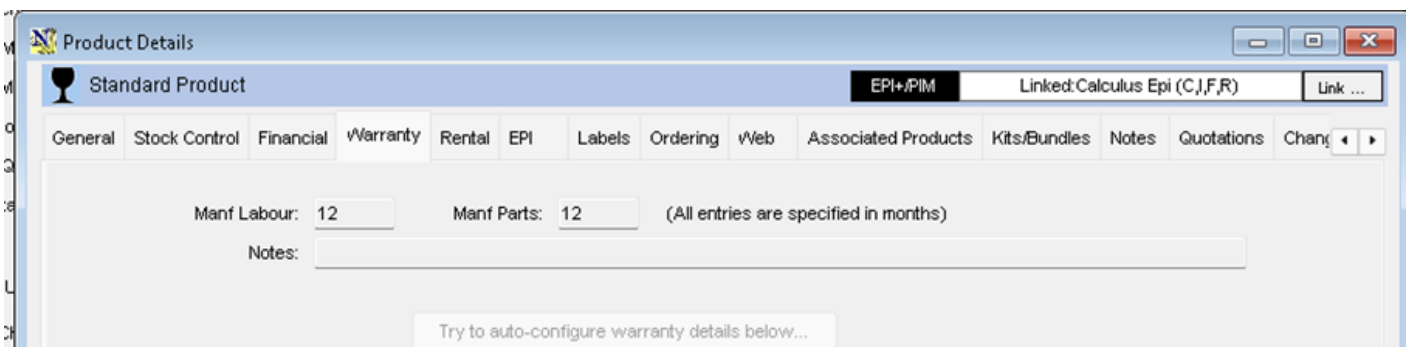 Product Details
Standard Product EPI+/PIM Linked:Calculus Epi (C,I,F,R) Link ...
General Stock Control Financial Warranty Rental EPI Labels Ordering Web Associated Products Kits/Bundles Notes Quotations Chang
Manf Labour: 12 Manf Parts: 12 (All entries are specified in months)
Notes:
Try to auto-configure warranty details below...